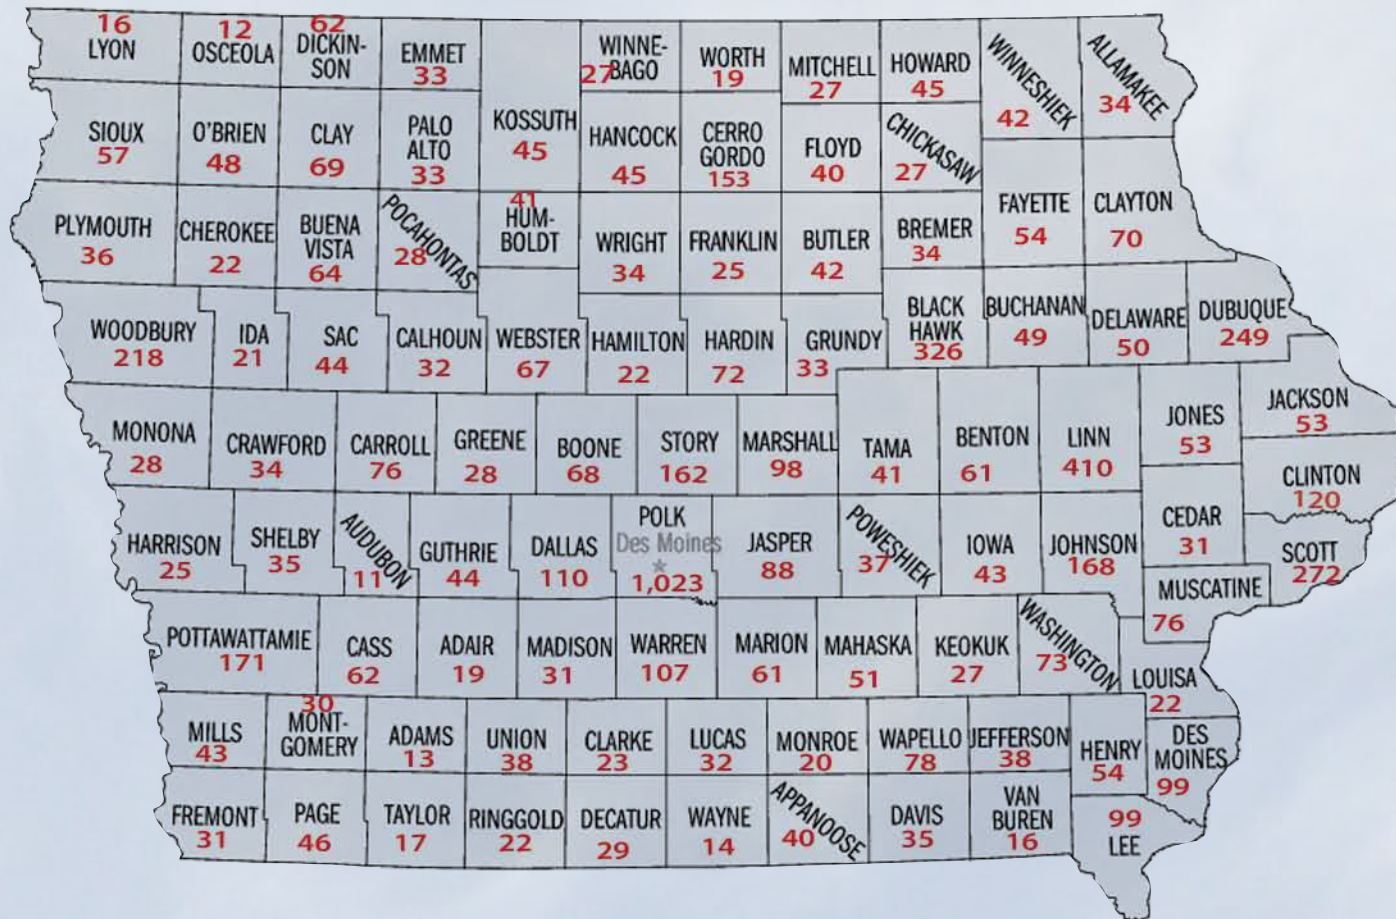 16
LYON
12
OSCEOLA
62
DICKIN-
SON
EMMET
33
KOSSUTH
45
WINNE-
27 BAGO
WORTH
19
MITCHELL
27
HOWARD
45
WINNESHIEK
42
ALLAMAKEE
34
SIOUX
57
O'BRIEN
48
CLAY
69
PALO
ALTO
33
HANCOCK
45
CERRO
GORDO
153
FLOYD
40
CHICKASAW
27
PLYMOUTH
36
CHEROKEE
22
BUENA
VISTA
64
POCAHONTAS
28
41
HUM-
BOLDT
WRIGHT
34
FRANKLIN
25
BUTLER
42
BREMER
34
FAYETTE
54
CLAYTON
70
WOODBURY
218
IDA
21
SAC
44
CALHOUN
32
WEBSTER
67
HAMILTON
22
HARDIN
72
GRUNDY
33
BLACK
HAWK
326
BUCHANAN
49
DELAWARE
50
DUBUQUE
249
MONONA
28
CRAWFORD
34
CARROLL
76
GREENE
28
BOONE
68
STORY
162
MARSHALL
98
TAMA
41
BENTON
61
LINN
410
JONES
53
JACKSON
53
CLINTON
120
HARRISON
25
SHELBY
35
AUDUBON
11
GUTHRIE
44
DALLAS
110
POLK
Des Moines
1,023
JASPER
88
POWESHIEK
37
IOWA
43
JOHNSON
168
CEDAR
31
SCOTT
272
MUSCATINE
76
POTTAWATTAMIE
171
CASS
62
ADAIR
19
MADISON
31
WARREN
107
MARION
61
MAHASKA
51
KEOKUK
27
WASHINGTON
73
LOUISA
22
MILLS
43
30
MONT-
GOMERY
ADAMS
13
UNION
38
CLARKE
23
LUCAS
32
MONROE
20
WAPELLO
78
JEFFERSON
38
HENRY
54
DES
MOINES
99
FREMONT
31
PAGE
46
TAYLOR
17
RINGGOLD
22
DECATUR
29
WAYNE
14
APPANOOSE
40
DAVIS
35
VAN
BUREN
16
99
LEE